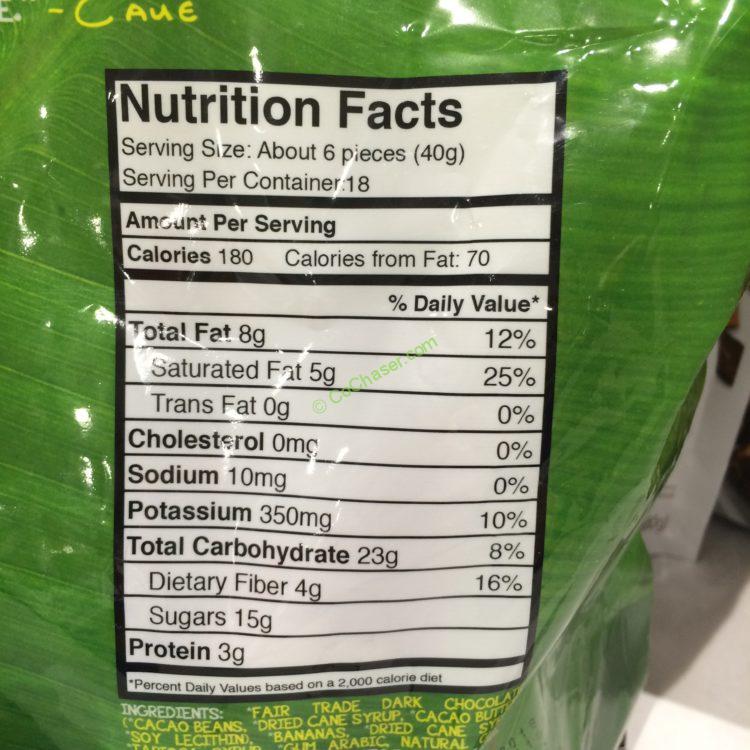 E. - CAUE
Nutrition Facts
Serving Size: About 6 pieces (40g)
Serving Per Container:18
Amount Per Serving
Calories 180 Calories from Fat: 70
% Daily Value*
Total Fat 8g 12%
Saturated Fat 5g 25%
Trans Fat 0g 0%
Cholesterol 0mg 0%
Sodium 10mg 0%
Potassium 350mg 10%
Total Carbohydrate 23g 8%
Dietary Fiber 4g 16%
Sugars 15g
Protein 3g
*Percent Daily Values based on a 2,000 calorie diet
© CoChaser.com
INGREDIENTS: *FAIR TRADE DARK
(*CACAO BEANS, *DRIED CANE SYRUP, *CACAO
*SOY LECITHIN), *BANANAS, *DRIED CANE
*GUM ARABIC, NATURAL